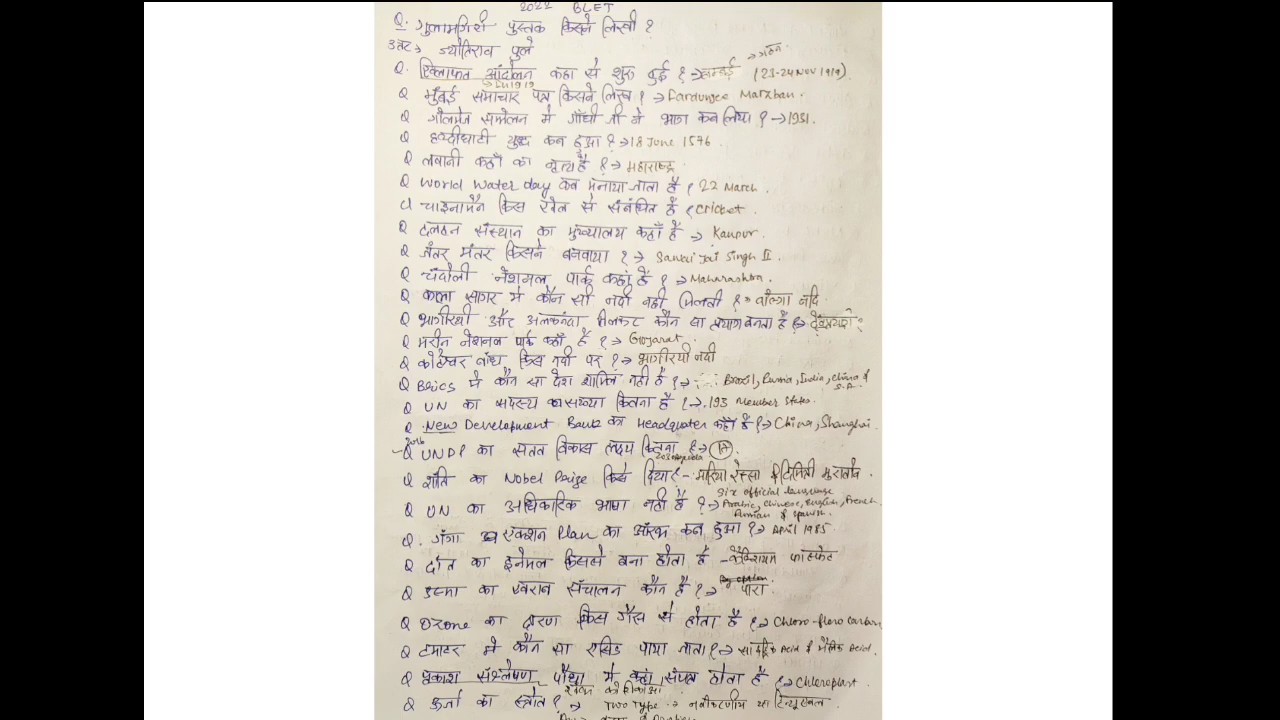 2022 BLET
Q. गुलामगिरी पुस्तक किसने लिखी ?
उत्तर → ज्योतिराव फुले
→ गठन
Q. खिलाफत आंदोलन कहा से शुरु हुई ? → बम्बई (23-24 Nov 1919)
Q मुंबई समाचार पत्र किसने लिखा ? → Fardunjee Marzban.
Q गोलमेज सम्मेलन मे गाँधी जी ने भाग कब लिया ? → 1931.
Q हल्दीघाटी युद्ध कब हुआ ? → 18 June 1576
Q लवानी कहाँ का नृत्य है ? → महाराष्ट्र
Q World Water day कब मनाया जाता है ? 22 March.
Q चाइनामैन किस खेल से संबंधित है ? Cricket.
Q दलहन संस्थान का मुख्यालय कहाँ है → Kanpur.
Q जंतर मंतर किसने बनवाया ? → Sawai Jai Singh II.
Q चंदोली नेशनल पार्क कहां है ? → Maharashtra
Q काला सागर मे कौन सी नदी नही मिलती ? → वोल्गा नदि
Q भागीरथी और अलकनंदा मिलकर कौन सा प्रयाग बनता है ? → देवप्रयाग
Q मरीन नेशनल पार्क कहाँ है ? → Gujarat.
Q कोटेश्वर बांध किस नदी पर ? → भागीरथी नदी
Q Brics मे कौन सा देश शामिल नही है ? → Brazil, Russia, India, China & S.A.
Q UN का सदस्य संख्या कितना है ? → 193 Member States.
Q New Development Bank का Headquater कहाँ है ? → China, Shanghai.
Q UNDP का सतत विकास लक्ष्य कितना ? → 17
Q शांति का Nobel Prize किसे दिया ? - मारिया रेस्सा & दिमित्री मुरातोव
six official language
Q UN का अधिकारिक भाषा नही है ? → Arabic, Chinese, English, French
Russian & Spanish.
Q. गंगा एक्शन Plan का आरंभ कब हुआ ? → April 1985
Q दाँत का इनेमल किससे बना होता है - कैल्शियम फास्फेट
Q उष्मा का खराब संचालन कौन है ? → पारा
Q Ozone का क्षरण किस गैस से होता है ? → Chloro-floro carbon
Q टमाटर मे कौन सा एसिड पाया जाता ? → साइट्रिक Acid & मैलिक Acid.
Q प्रकाश संश्लेषण पौधा मे कहां संपन्न होता है ? → Chloroplast
Q ऊर्जा का स्त्रोत ? → Two Type → नवीकरणीय या रिन्यूएबल